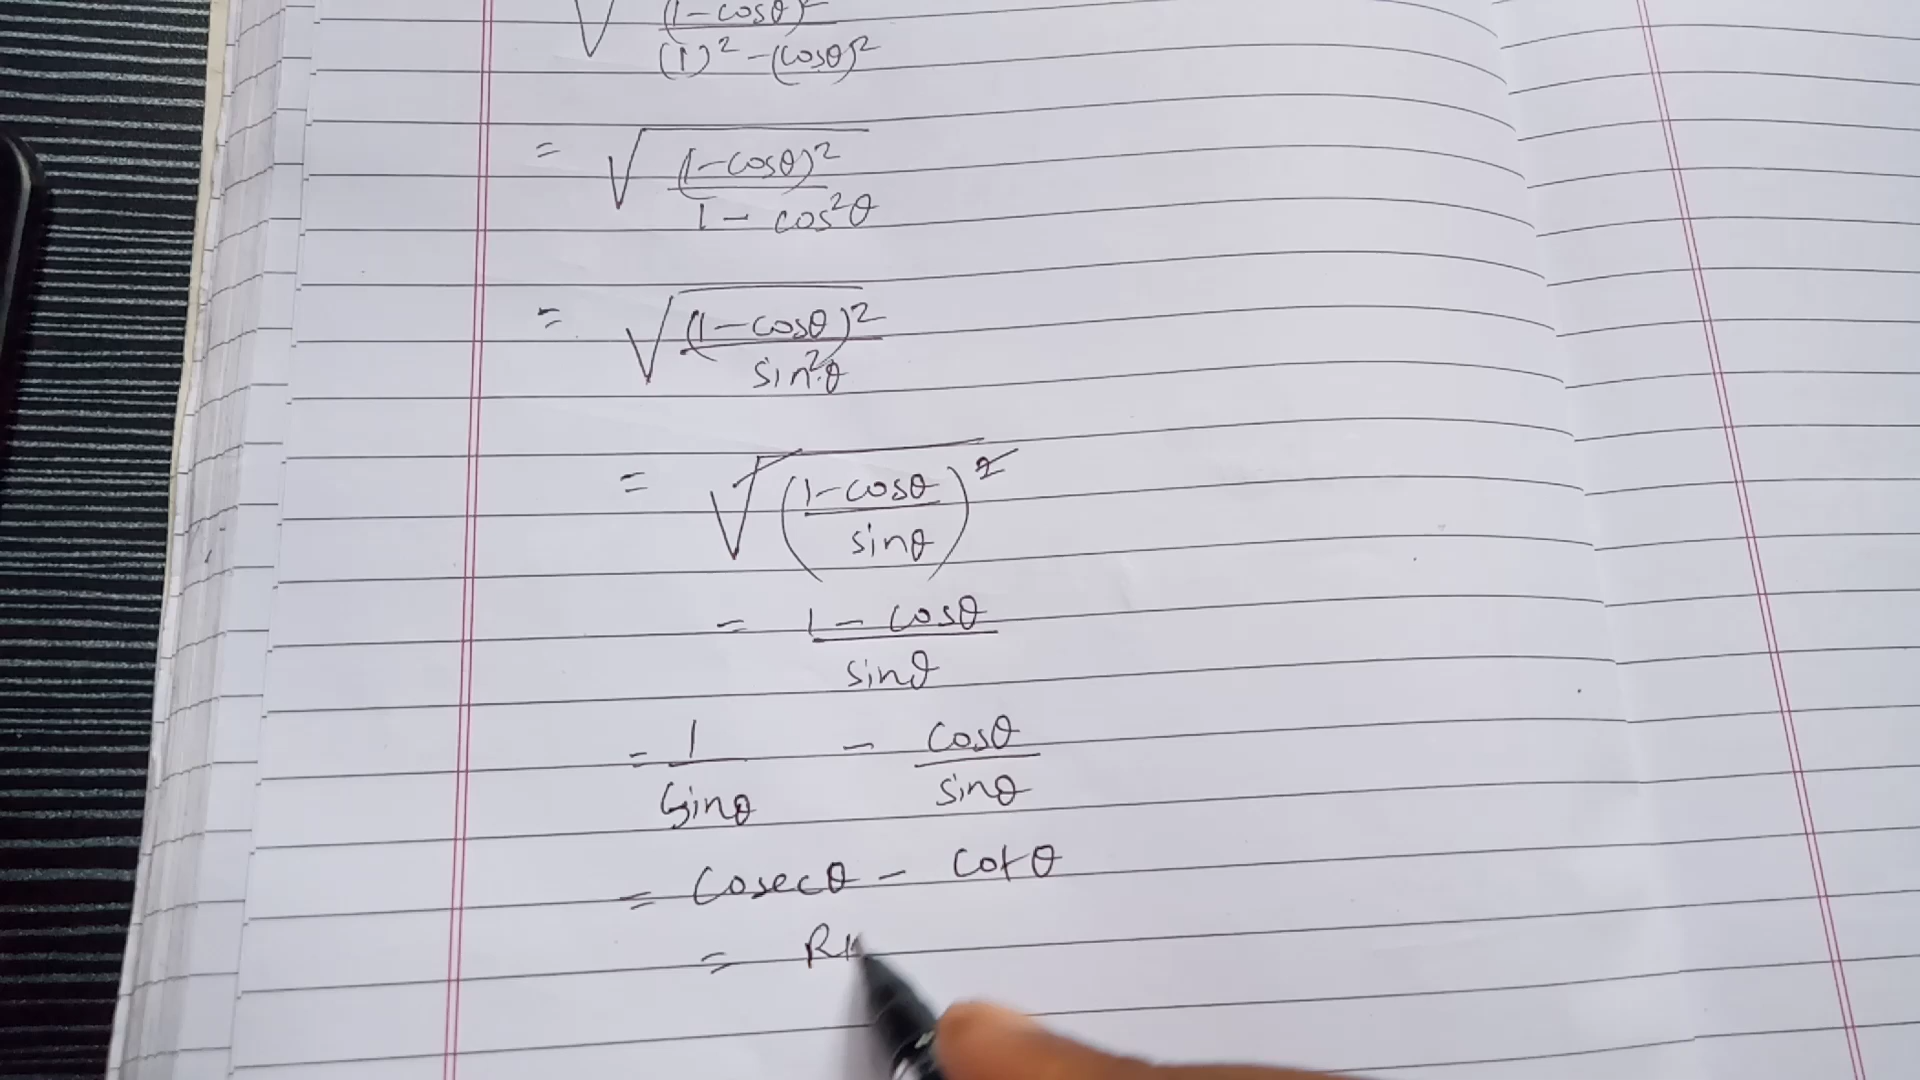 √ (1-cosθ)²
(1)² - (cosθ)²
= √ (1-cosθ)²
1 - cos²θ
= √ (1-cosθ)²
sin²θ
= √ (1-cosθ)²
sinθ
= 1 - cosθ
sinθ
= 1 - cosθ
sinθ sinθ
= cosecθ - cotθ
= RH